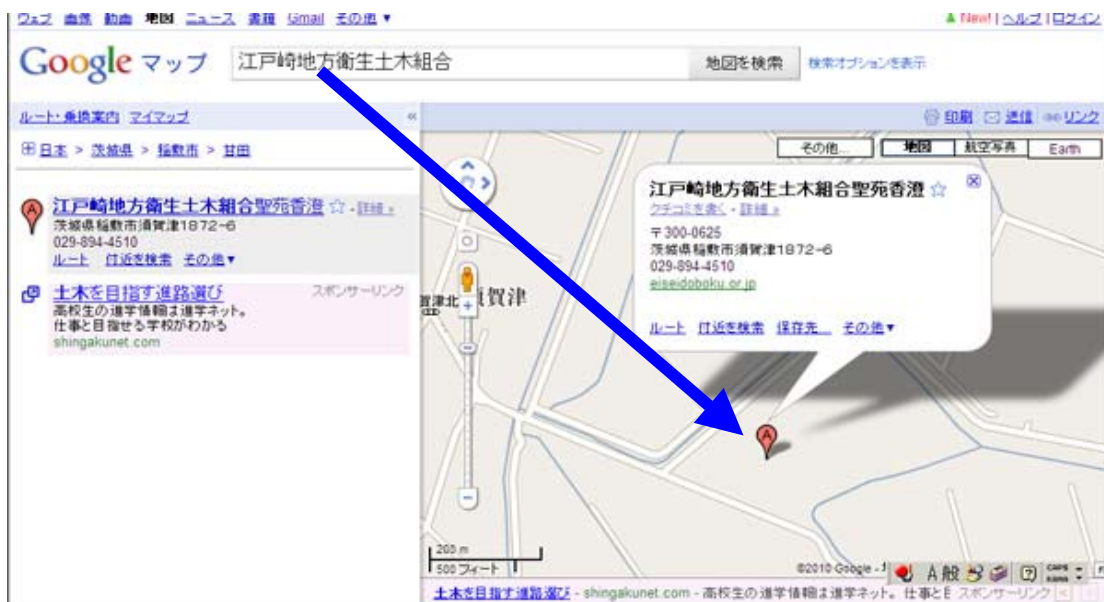 ウェブ 画像 動画 地図 ニュース 書籍 Gmail その他 ▼
New! | ヘルプ | ログイン
Google マップ
江戸崎地方衛生土木組合
地図を検索
検索オプションを表示
ルート・乗換案内 マイマップ
«
印刷 送信 リンク
日本 > 茨城県 > 稲敷市 > 甘田
A
江戸崎地方衛生土木組合聖苑香澄 ☆ - 詳細 »
茨城県稲敷市須賀津1872-6
029-894-4510
ルート 付近を検索 その他▼
土木を目指す進路選び
スポンサーリンク
高校生の進学情報は進学ネット。
仕事と目指せる学校がわかる
shingakunet.com
その他... 地図 航空写真 Earth
江戸崎地方衛生土木組合聖苑香澄 ☆
クチコミを書く - 詳細 »
〒300-0625
茨城県稲敷市須賀津1872-6
029-894-4510
eiseidoboku.or.jp
ルート 付近を検索 保存先... その他▼
賀津北
賀津
A
200 m
500 フィート
©2010 Google -
A 般
CAPS
土木を目指す進路選び - shingakunet.com - 高校生の進学情報は進学ネット。 仕事と目 スポンサーリンク